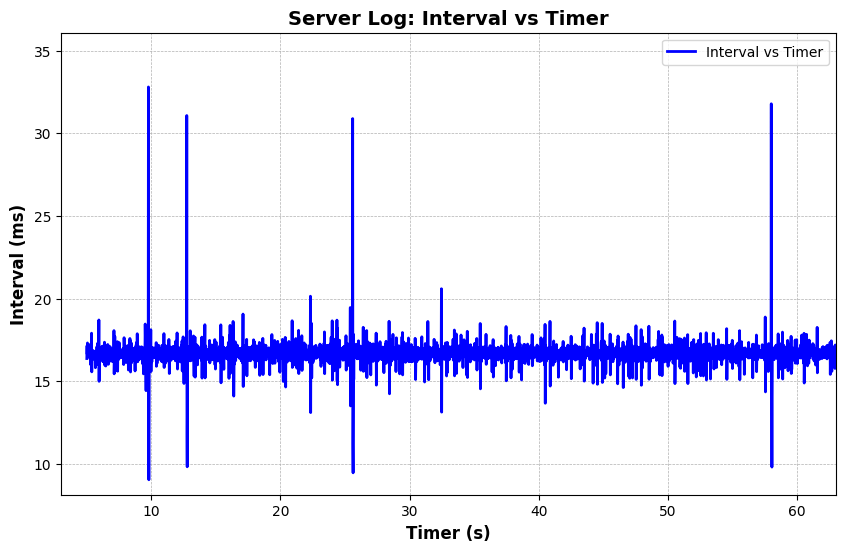 Server Log: Interval vs Timer
Interval vs Timer
35
30
25
20
15
10
Interval (ms)
10 20 30 40 50 60
Timer (s)